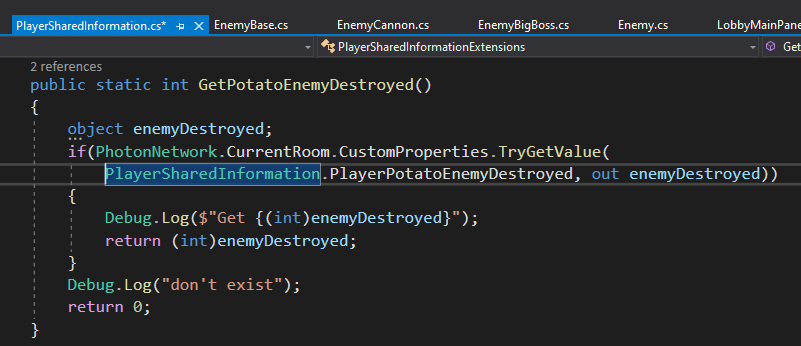 PlayerSharedInformation.cs* EnemyBase.cs EnemyCannon.cs EnemyBigBoss.cs Enemy.cs LobbyMainPane
PlayerSharedInformationExtensions Get
2 references
public static int GetPotatoEnemyDestroyed()
{
object enemyDestroyed;
if(PhotonNetwork.CurrentRoom.CustomProperties.TryGetValue(
PlayerSharedInformation.PlayerPotatoEnemyDestroyed, out enemyDestroyed))
{
Debug.Log($"Get {(int)enemyDestroyed}");
return (int)enemyDestroyed;
}
Debug.Log("don't exist");
return 0;
}